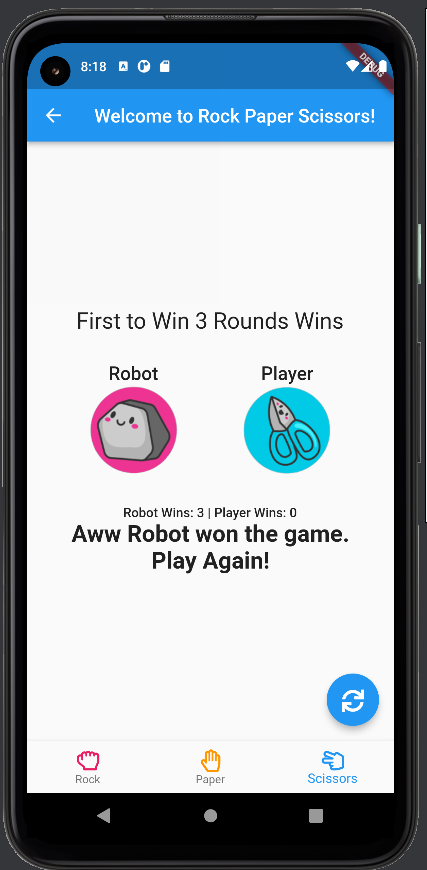 8:18
DEBUG
Welcome to Rock Paper Scissors!
First to Win 3 Rounds Wins
Robot Player
Robot Wins: 3 | Player Wins: 0
Aww Robot won the game.
Play Again!
Rock Paper Scissors